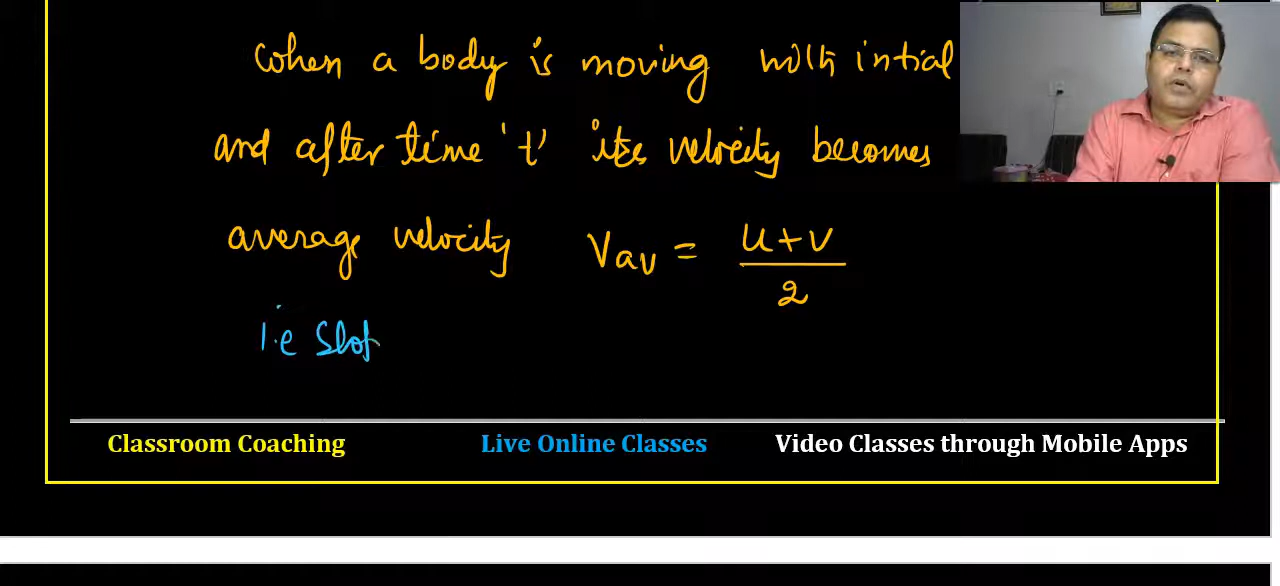 when a body is moving with intial
and after time 't' its velocity becomes
average velocity Vav = u+v
2
i.e Slop
Classroom Coaching Live Online Classes Video Classes through Mobile Apps